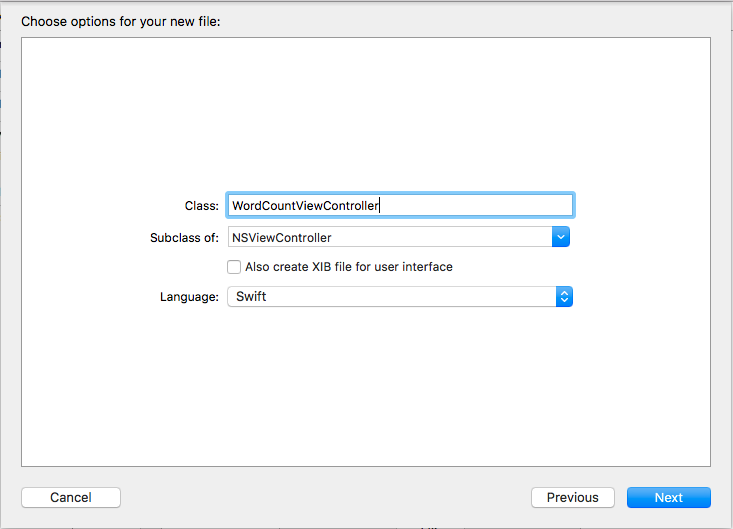 Choose options for your new file:
Class: WordCountViewController
Subclass of: NSViewController
Also create XIB file for user interface
Language: Swift
Cancel Previous Next